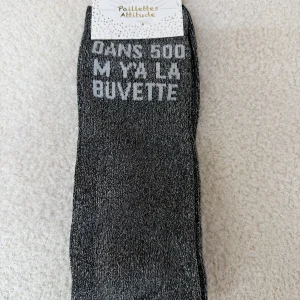 Paillettes
Attitude
DANS 500
M Y'A LA
BUVETTE